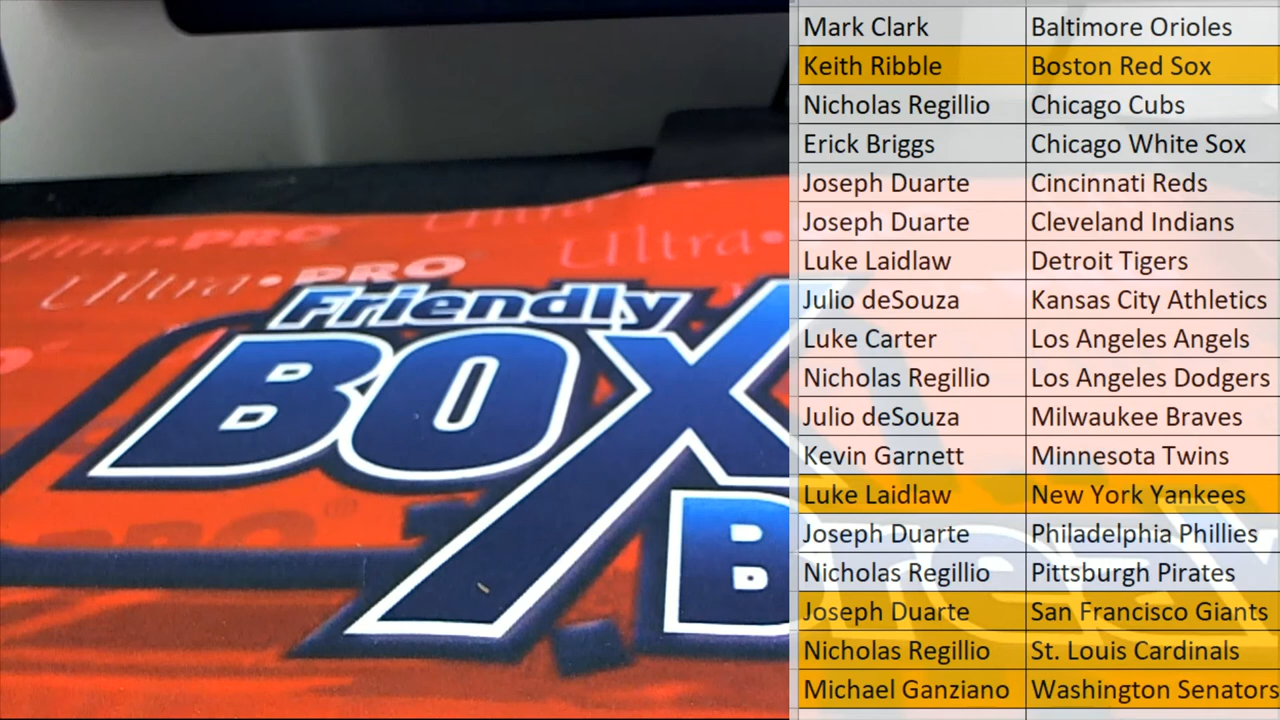 Mark Clark Baltimore Orioles
Keith Ribble Boston Red Sox
Nicholas Regillio Chicago Cubs
Erick Briggs Chicago White Sox
Joseph Duarte Cincinnati Reds
Joseph Duarte Cleveland Indians
Luke Laidlaw Detroit Tigers
Julio deSouza Kansas City Athletics
Luke Carter Los Angeles Angels
Nicholas Regillio Los Angeles Dodgers
Julio deSouza Milwaukee Braves
Kevin Garnett Minnesota Twins
Luke Laidlaw New York Yankees
Joseph Duarte Philadelphia Phillies
Nicholas Regillio Pittsburgh Pirates
Joseph Duarte San Francisco Giants
Nicholas Regillio St. Louis Cardinals
Michael Ganziano Washington Senators
Ultra•PRO
Ultra•PRO
Ultra•
Friendly
BOX
B
PRO